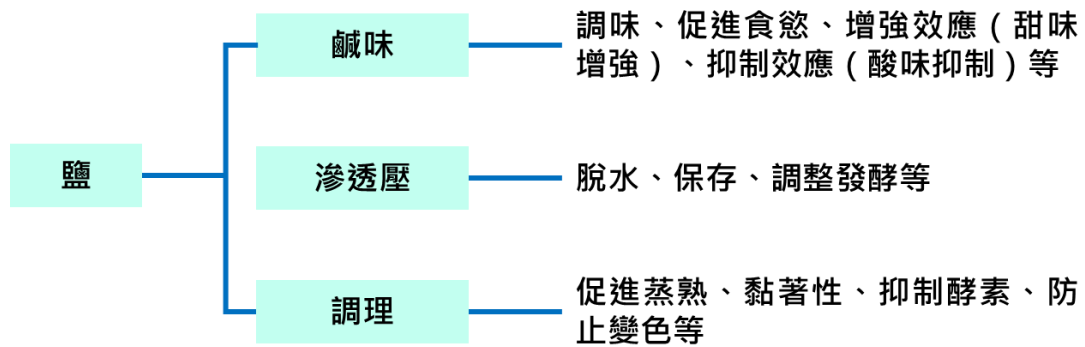 鹹味
調味、促進食慾、增強效應(甜味
增強)、抑制效應(酸味抑制)等
鹽
滲透壓
脫水、保存、調整發酵等
調理
促進蒸熟、黏著性、抑制酵素、防
止變色等